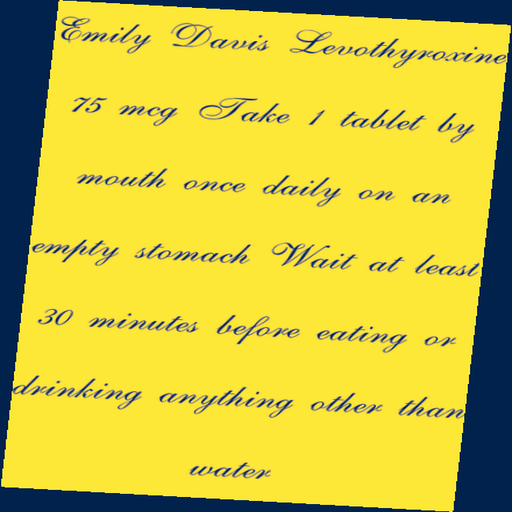 Emily Davis Levothyroxine
75 mcg Take 1 tablet by
mouth once daily on an
empty stomach Wait at least
30 minutes before eating or
drinking anything other than
water